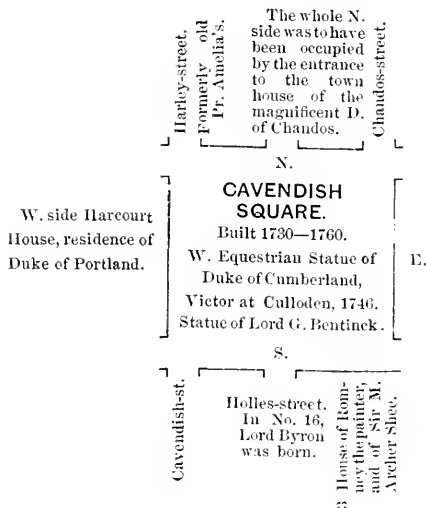 Harley-street.
Formerly old
Pr. Amelia's.
The whole N.
side was to have
been occupied
by the entrance
to the town
house of the
magnificent D.
of Chandos.
Chandos-street.
N.
W. side Harcourt
House, residence of
Duke of Portland.
CAVENDISH
SQUARE.
Built 1730—1760.
W. Equestrian Statue of
Duke of Cumberland,
Victor at Culloden, 1746.
Statue of Lord G. Bentinck.
E.
S.
Cavendish-st.
Holles-street.
In No. 16,
Lord Byron
was born.
House of Rom-
ney the painter,
and of Sir M.
Archer Shee.